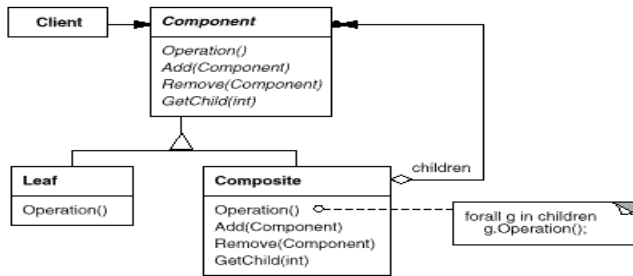 Client
Component
Operation()
Add(Component)
Remove(Component)
GetChild(int)
Leaf
Operation()
Composite
Operation()
Add(Component)
Remove(Component)
GetChild(int)
children
forall g in children
g.Operation();